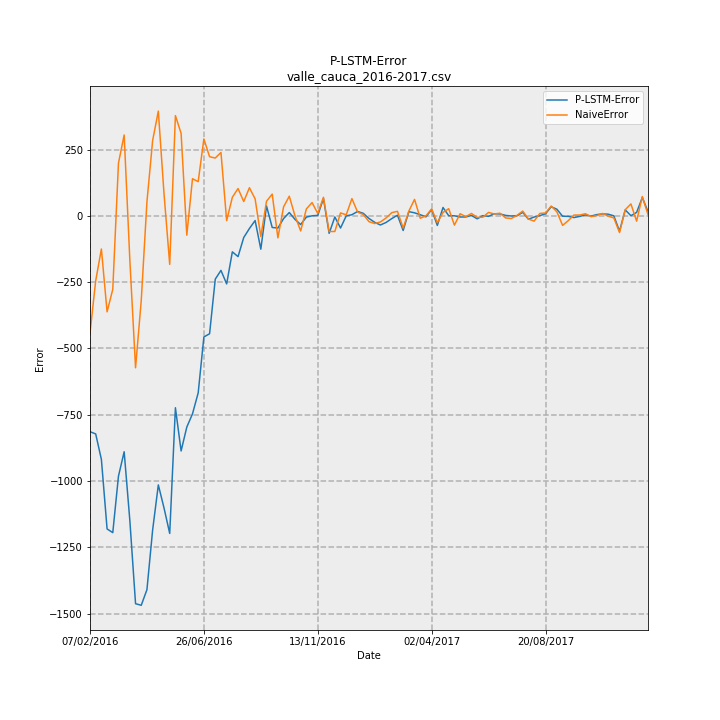 P-LSTM-Error
valle_cauca_2016-2017.csv
P-LSTM-Error
NaiveError
250
0
−250
−500
−750
−1000
−1250
−1500
Error
07/02/2016
26/06/2016
13/11/2016
02/04/2017
20/08/2017
Date